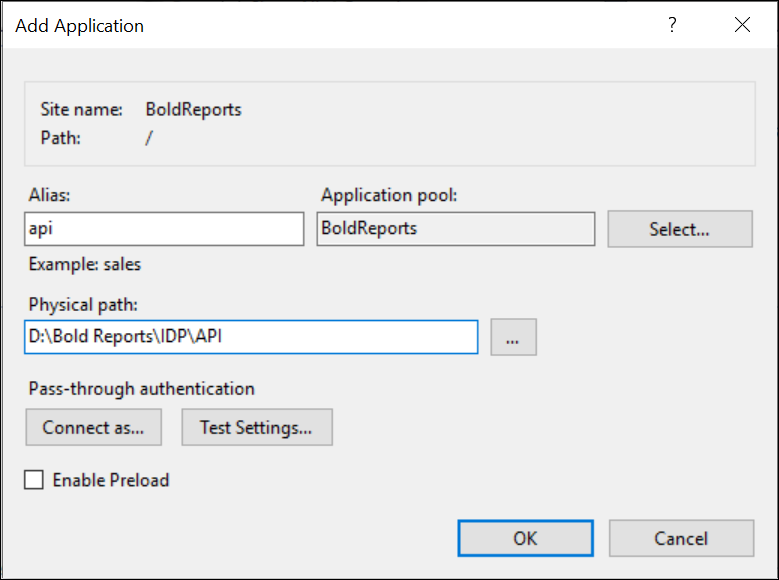 Add Application
?
Site name: BoldReports
Path: /
Alias: Application pool:
api BoldReports Select...
Example: sales
Physical path:
D:\Bold Reports\IDP\API ...
Pass-through authentication
Connect as... Test Settings...
Enable Preload
OK Cancel